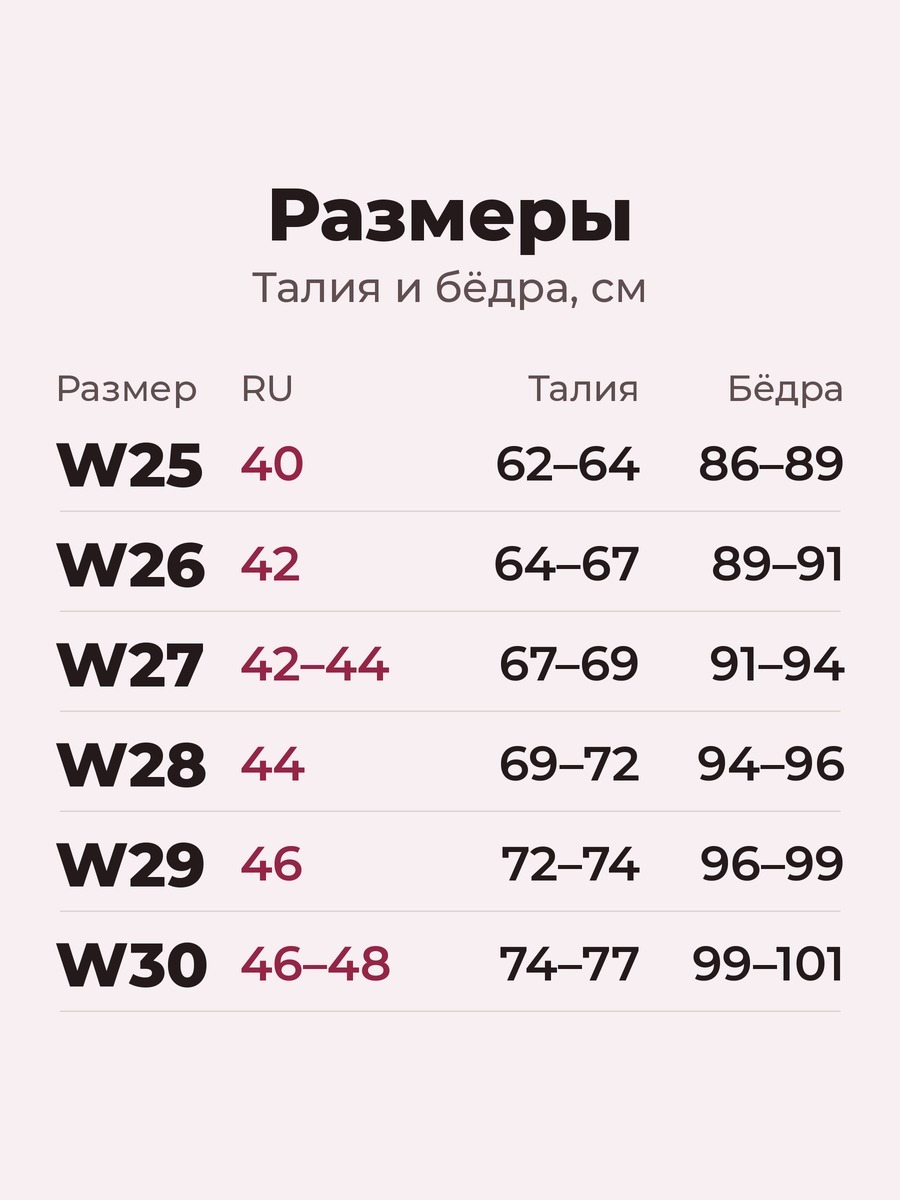 Размеры
Талия и бёдра, см
Размер RU Талия Бёдра
W25 40 62–64 86–89
W26 42 64–67 89–91
W27 42–44 67–69 91–94
W28 44 69–72 94–96
W29 46 72–74 96–99
W30 46–48 74–77 99–101